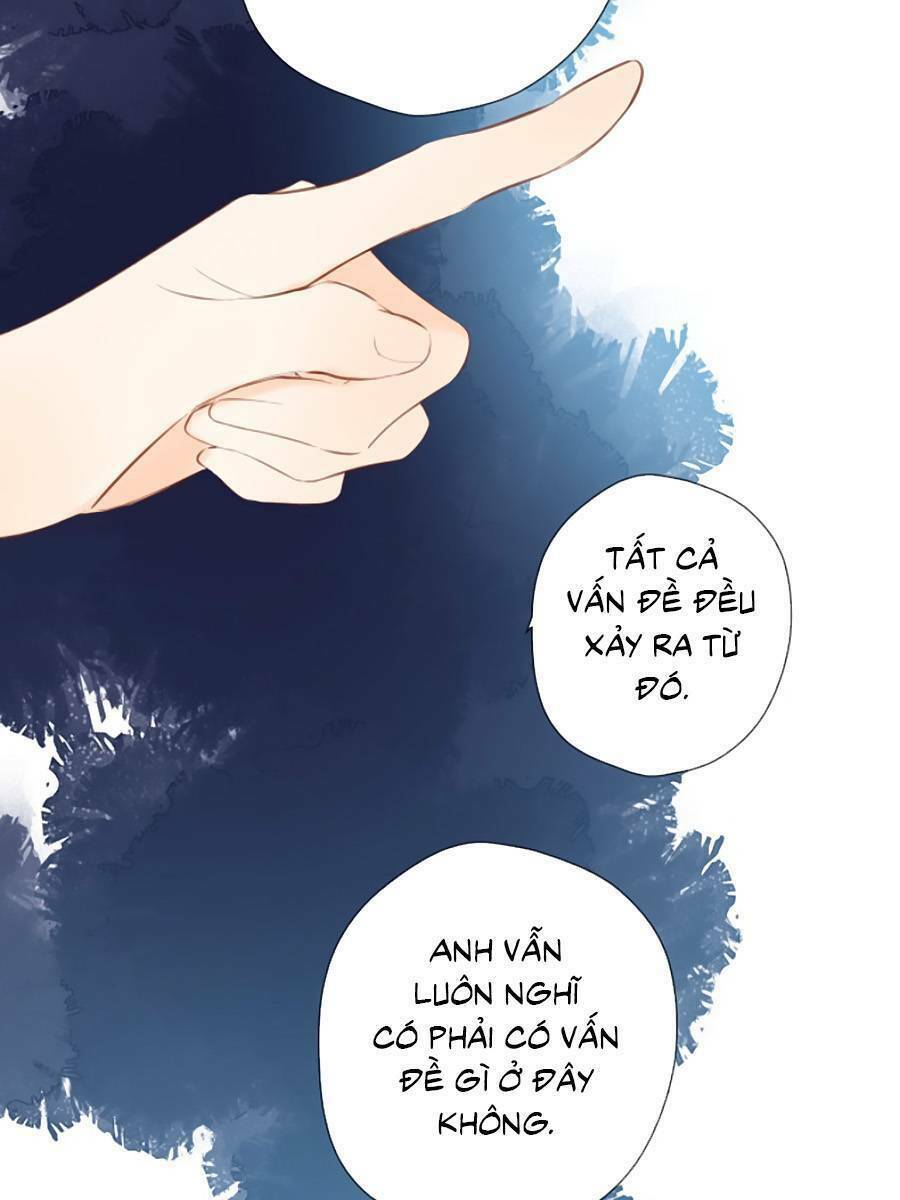 TẤT CẢ
VẤN ĐỀ ĐỀU
XẢY RA TỪ
ĐÓ.
ANH VẪN
LUÔN NGHĨ
CÓ PHẢI CÓ VẤN
ĐỀ GÌ Ở ĐÂY
KHÔNG.